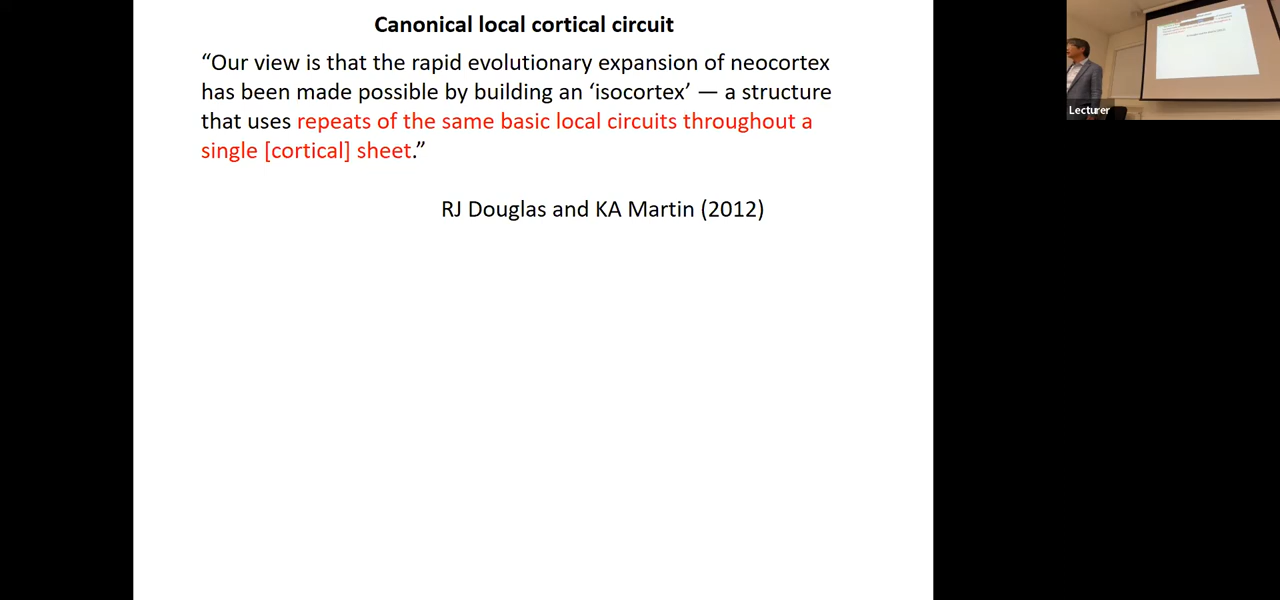 Canonical local cortical circuit
“Our view is that the rapid evolutionary expansion of neocortex
has been made possible by building an ‘isocortex’ — a structure
that uses repeats of the same basic local circuits throughout a
single [cortical] sheet.”
RJ Douglas and KA Martin (2012)
Lecturer